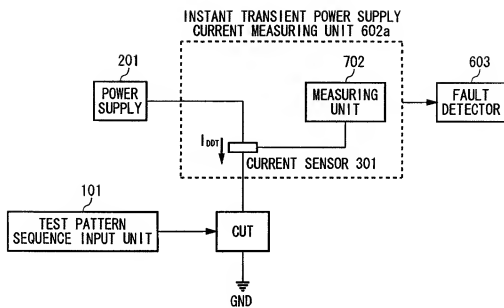 INSTANT TRANSIENT POWER SUPPLY
CURRENT MEASURING UNIT 602a
201
702
603
POWER
SUPPLY
MEASURING
UNIT
FAULT
DETECTOR
IDDT
CURRENT SENSOR 301
101
TEST PATTERN
SEQUENCE INPUT UNIT
CUT
GND